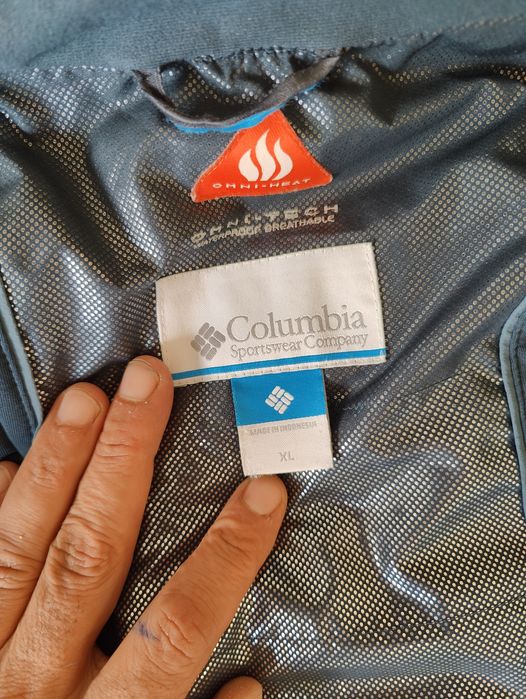 OMNI-HEAT
OMNI-TECH
WATERPROOF BREATHABLE
Columbia
Sportswear Company
MADE IN INDONESIA
XL